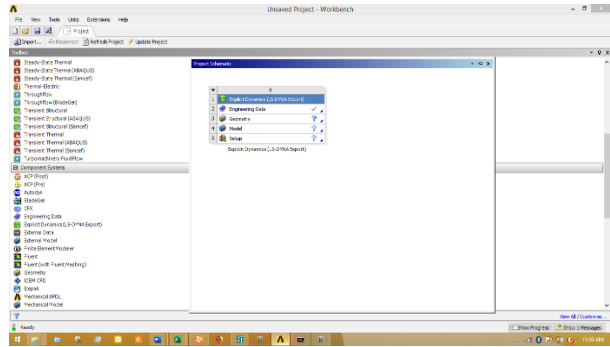 Unsaved Project - Workbench
File View Tools Units Extensions Help
Project
Import... Reconnect Refresh Project Update Project
Toolbox
Project Schematic
Steady-State Thermal
Steady-State Thermal (ABAQUS)
Steady-State Thermal (Samcef)
Thermal-Electric
Throughflow
Throughflow (BladeGen)
Transient Structural
Transient Structural (ABAQUS)
Transient Structural (Samcef)
Transient Thermal
Transient Thermal (ABAQUS)
Transient Thermal (Samcef)
Turbomachinery Fluid Flow
Component Systems
ACP (Post)
ACP (Pre)
Autodyn
BladeGen
CFX
Engineering Data
Explicit Dynamics (LS-DYNA Export)
External Data
External Model
Finite Element Modeler
Fluent
Fluent (with Fluent Meshing)
Geometry
ICEM CFD
Icepak
Mechanical APDL
Mechanical Model
A
1 Explicit Dynamics (LS-DYNA Export)
2 Engineering Data
3 Geometry
4 Model
5 Setup
Explicit Dynamics (LS-DYNA Export)
View All / Customize...
Ready
Show Progress Show 1 Messages
11:00 AM